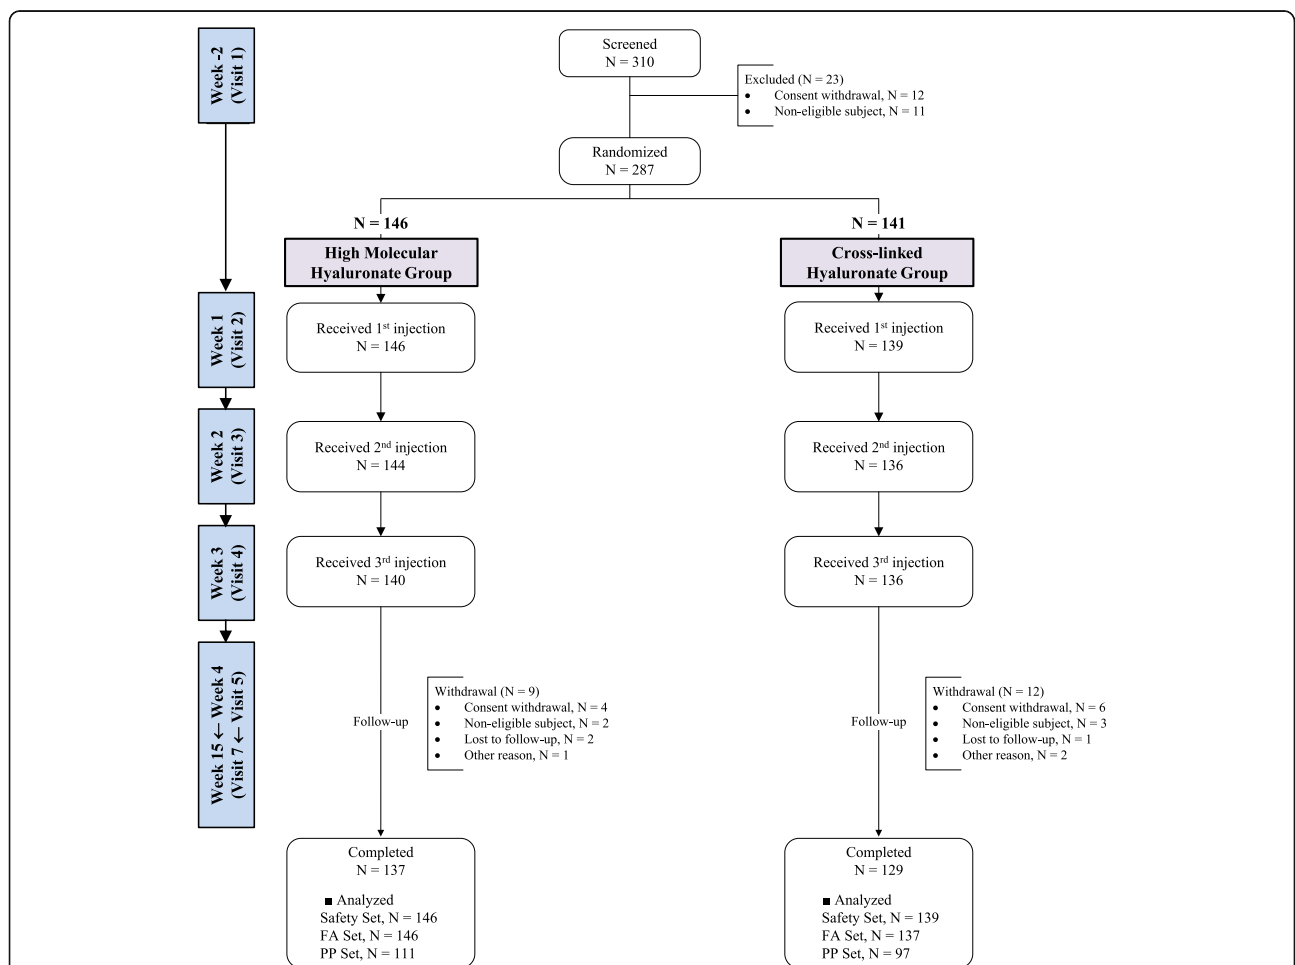 Week -2
(Visit 1)
Screened
N = 310
Excluded (N = 23)
• Consent withdrawal, N = 12
• Non-eligible subject, N = 11
Randomized
N = 287
N = 146
High Molecular
Hyaluronate Group
N = 141
Cross-linked
Hyaluronate Group
Week 1
(Visit 2)
Received 1st injection
N = 146
Received 1st injection
N = 139
Week 2
(Visit 3)
Received 2nd injection
N = 144
Received 2nd injection
N = 136
Week 3
(Visit 4)
Received 3rd injection
N = 140
Received 3rd injection
N = 136
Week 15 ← Week 4
(Visit 7 ← Visit 5)
Follow-up
Withdrawal (N = 9)
• Consent withdrawal, N = 4
• Non-eligible subject, N = 2
• Lost to follow-up, N = 2
• Other reason, N = 1
Follow-up
Withdrawal (N = 12)
• Consent withdrawal, N = 6
• Non-eligible subject, N = 3
• Lost to follow-up, N = 1
• Other reason, N = 2
Completed
N = 137
■ Analyzed
Safety Set, N = 146
FA Set, N = 146
PP Set, N = 111
Completed
N = 129
■ Analyzed
Safety Set, N = 139
FA Set, N = 137
PP Set, N = 97